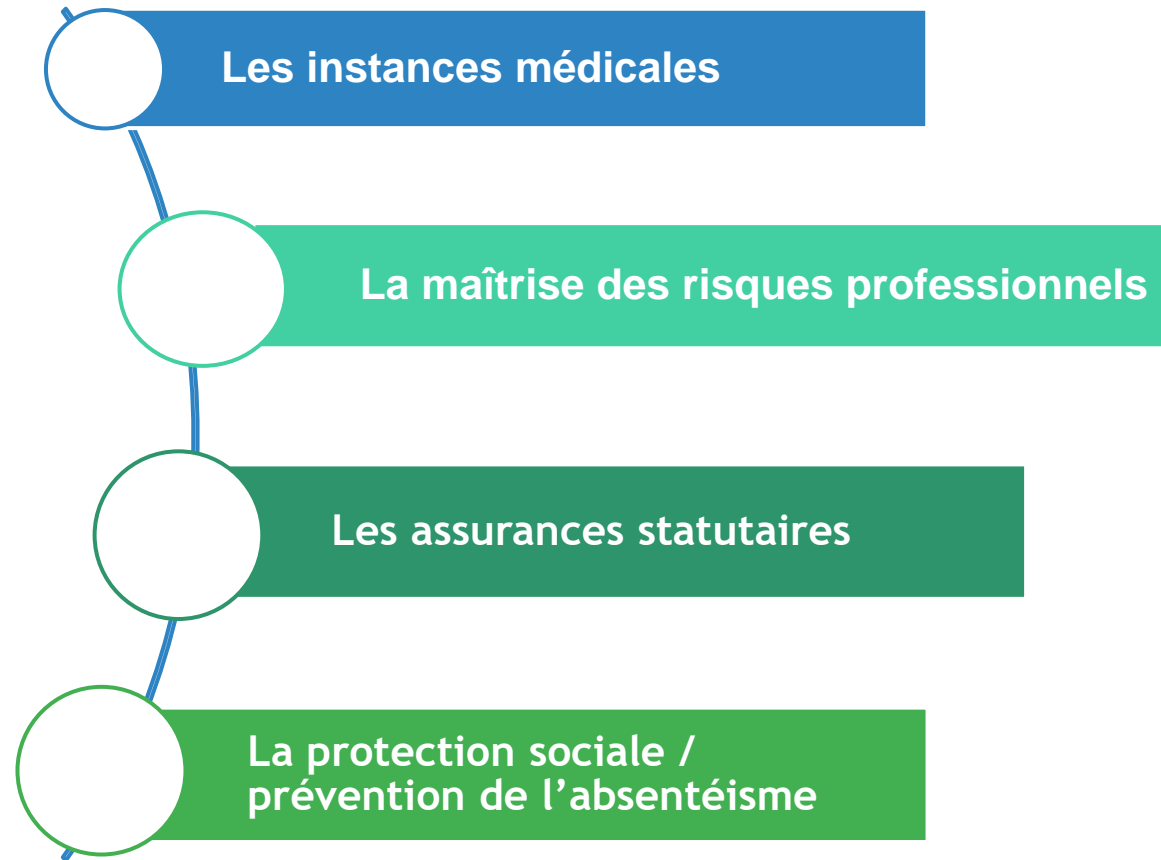 Les instances médicales
La maîtrise des risques professionnels
Les assurances statutaires
La protection sociale /
prévention de l’absentéisme